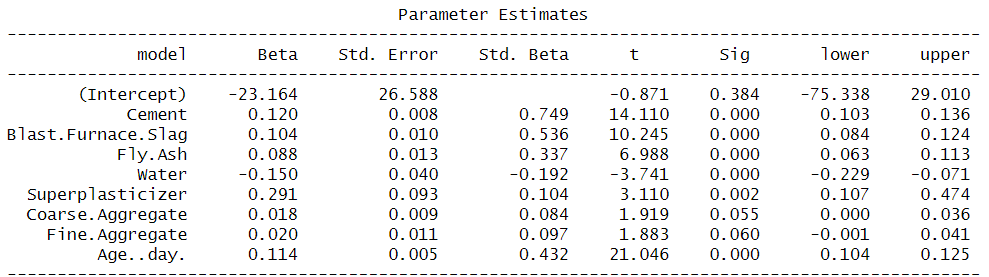 Parameter Estimates
model Beta Std. Error Std. Beta t Sig lower upper
(Intercept) -23.164 26.588 -0.871 0.384 -75.338 29.010
Cement 0.120 0.008 0.749 14.110 0.000 0.103 0.136
Blast.Furnace.Slag 0.104 0.010 0.536 10.245 0.000 0.084 0.124
Fly.Ash 0.088 0.013 0.337 6.988 0.000 0.063 0.113
Water -0.150 0.040 -0.192 -3.741 0.000 -0.229 -0.071
Superplasticizer 0.291 0.093 0.104 3.110 0.002 0.107 0.474
Coarse.Aggregate 0.018 0.009 0.084 1.919 0.055 0.000 0.036
Fine.Aggregate 0.020 0.011 0.097 1.883 0.060 -0.001 0.041
Age..day. 0.114 0.005 0.432 21.046 0.000 0.104 0.125